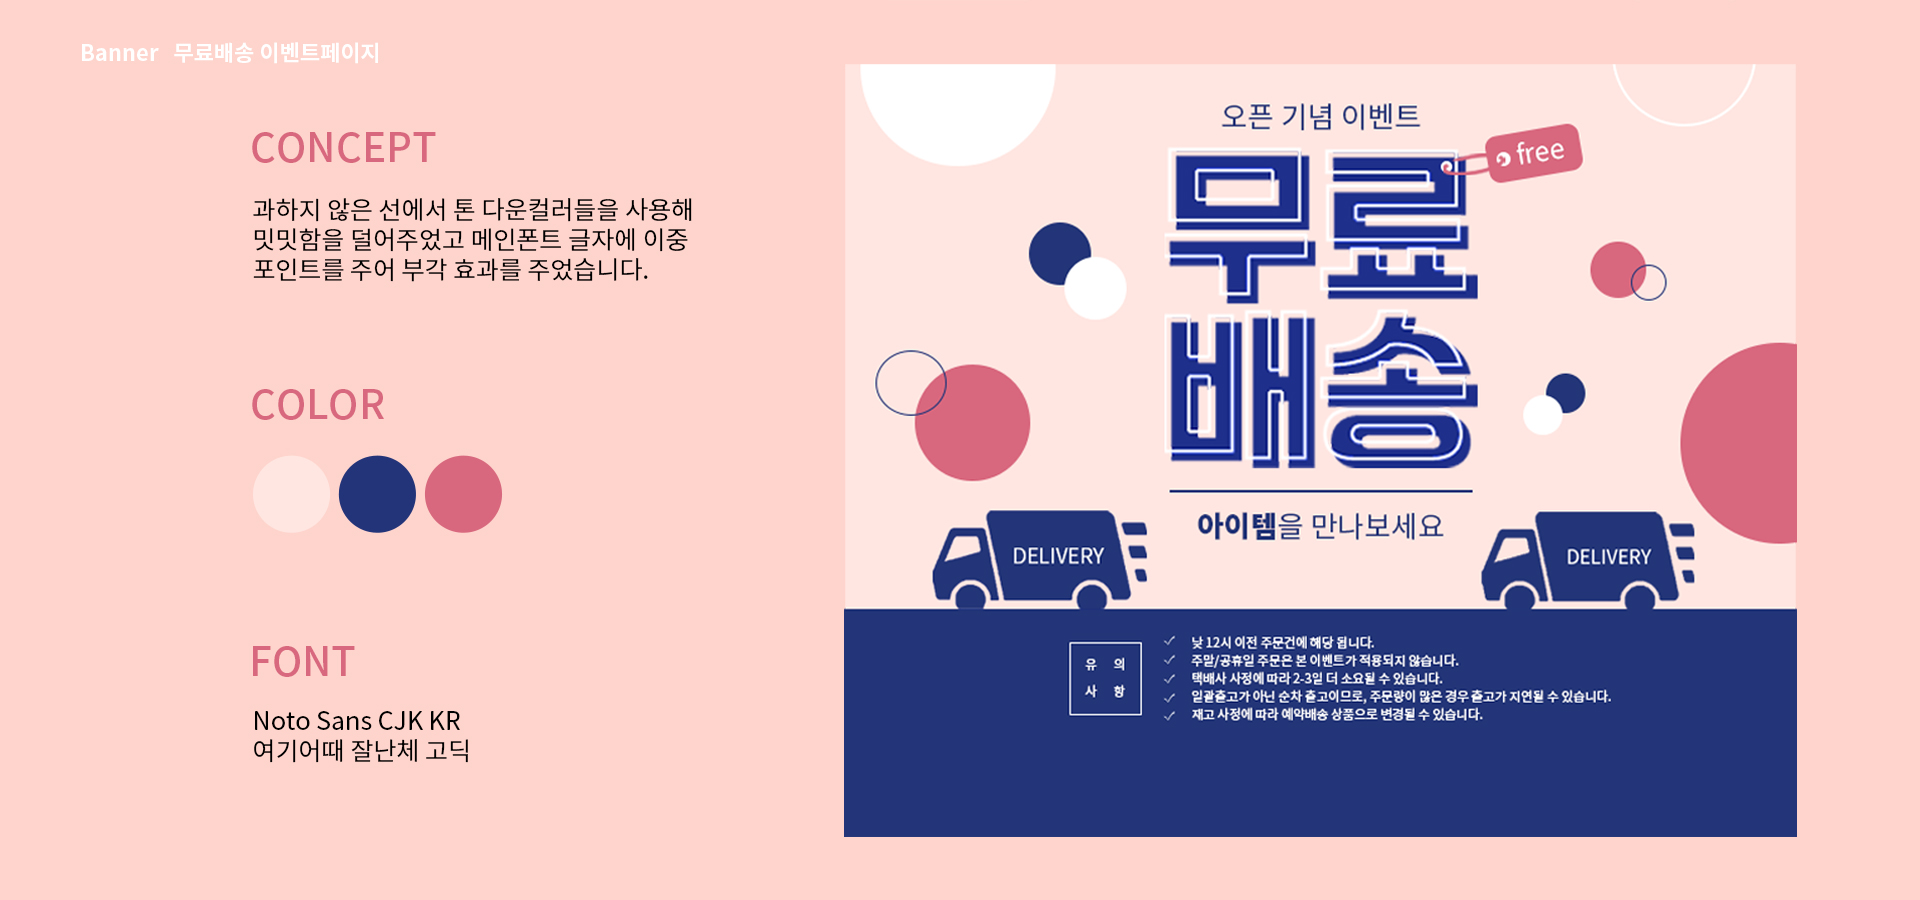 Banner 무료배송 이벤트페이지
CONCEPT
과하지 않은 선에서 톤 다운컬러들을 사용해
밋밋함을 덜어주었고 메인폰트 글자에 이중
포인트를 주어 부각 효과를 주었습니다.
COLOR
FONT
Noto Sans CJK KR
여기어때 잘난체 고딕
오픈 기념 이벤트
free
무료
배송
아이템을 만나보세요
DELIVERY
DELIVERY
유 의
사 항
낮 12시 이전 주문건에 해당 됩니다.
주말/공휴일 주문은 본 이벤트가 적용되지 않습니다.
택배사 사정에 따라 2-3일 더 소요될 수 있습니다.
일괄출고가 아닌 순차 출고이므로, 주문량이 많은 경우 출고가 지연될 수 있습니다.
재고 사정에 따라 예약배송 상품으로 변경될 수 있습니다.